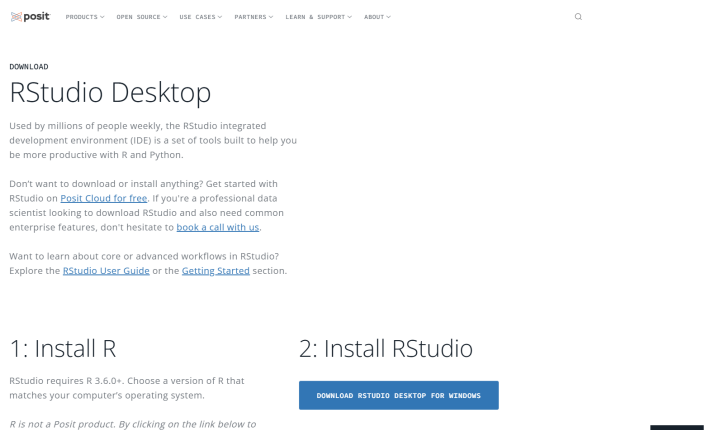 posit PRODUCTS OPEN SOURCE USE CASES PARTNERS LEARN & SUPPORT ABOUT
DOWNLOAD
RStudio Desktop
Used by millions of people weekly, the RStudio integrated
development environment (IDE) is a set of tools built to help you
be more productive with R and Python.
Don't want to download or install anything? Get started with
RStudio on Posit Cloud for free. If you're a professional data
scientist looking to download RStudio and also need common
enterprise features, don't hesitate to book a call with us.
Want to learn about core or advanced workflows in RStudio?
Explore the RStudio User Guide or the Getting Started section.
1: Install R
RStudio requires R 3.6.0+. Choose a version of R that
matches your computer's operating system.
R is not a Posit product. By clicking on the link below to
2: Install RStudio
DOWNLOAD RSTUDIO DESKTOP FOR WINDOWS